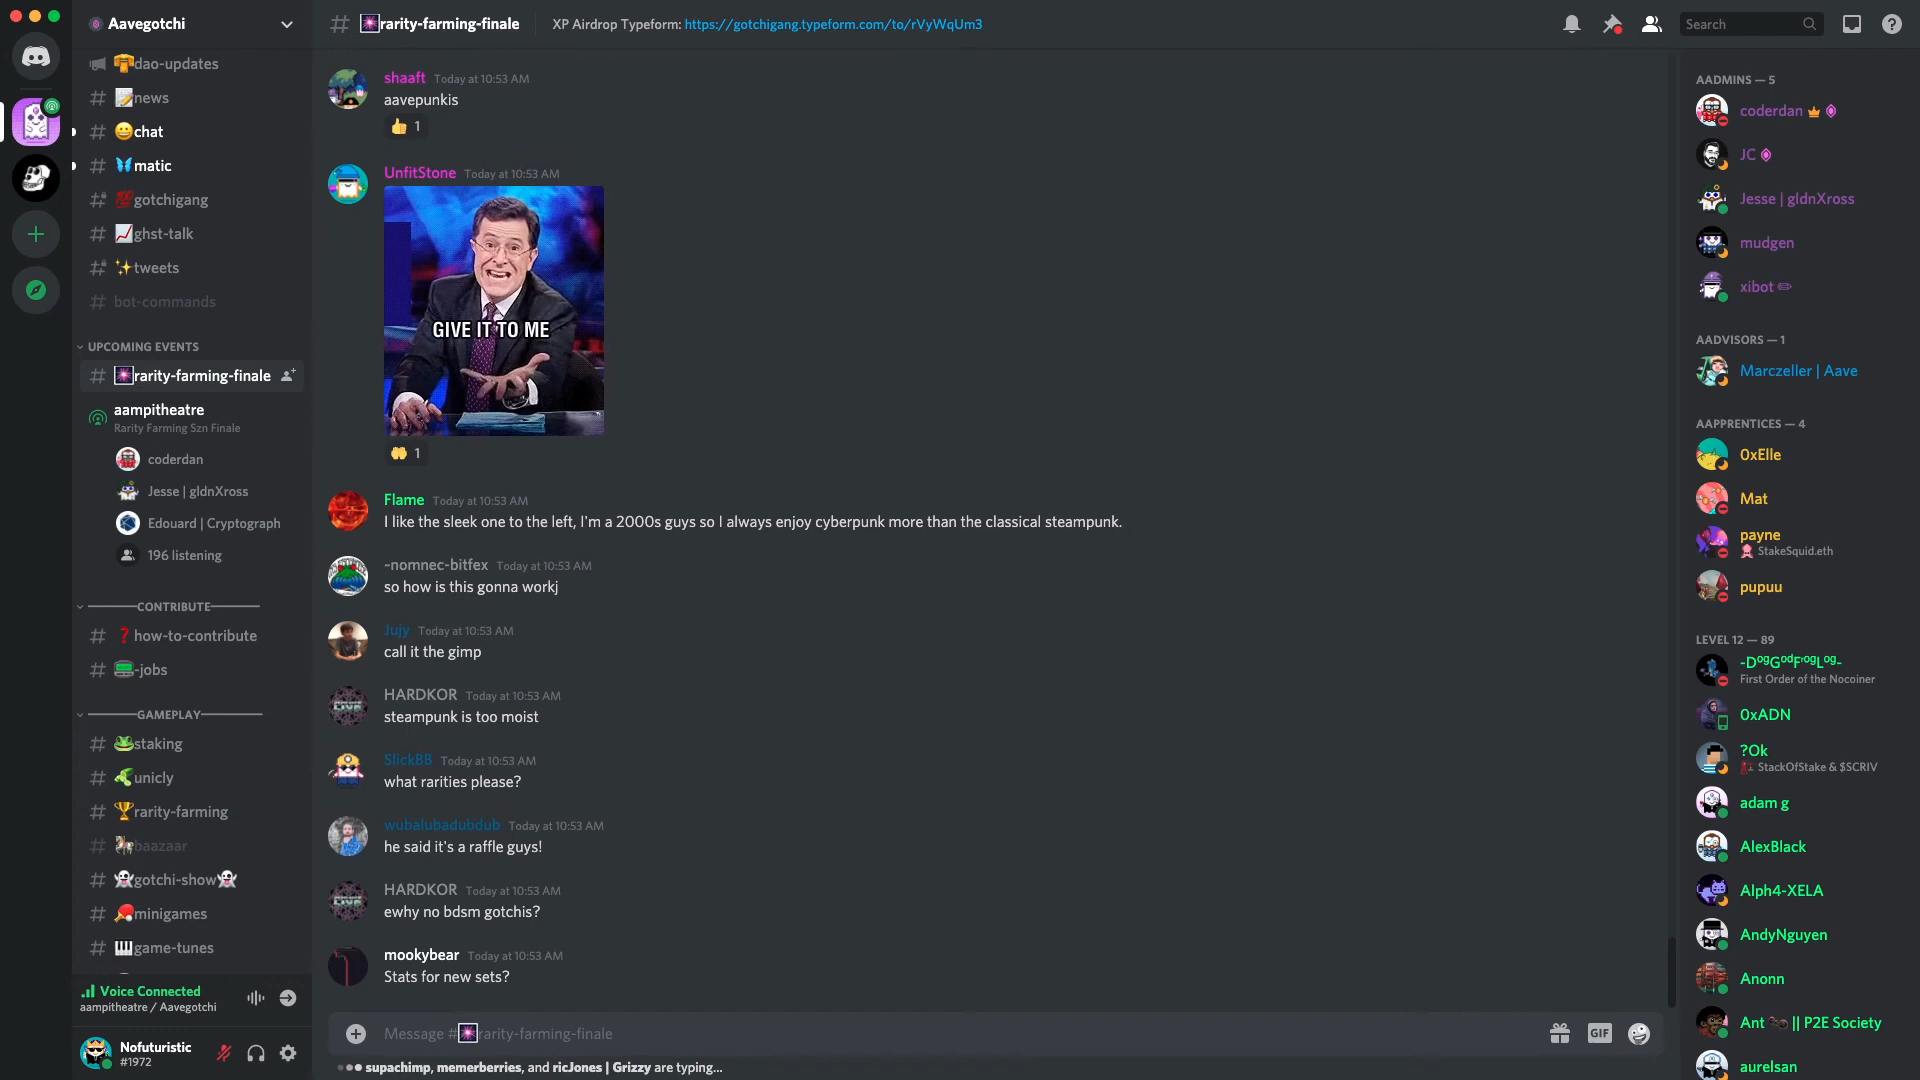 Aavegotchi
dao-updates
news
chat
matic
gotchigang
ghst-talk
tweets
bot-commands
UPCOMING EVENTS
rarity-farming-finale
aampitheatre
Rarity Farming Szn Finale
coderdan
Jesse | gldnXross
Edouard | Cryptograph
196 listening
CONTRIBUTE
how-to-contribute
-jobs
GAMEPLAY
staking
unicly
rarity-farming
baazaar
gotchi-show
minigames
game-tunes
Voice Connected
aampitheatre / Aavegotchi
Nofuturistic
#1972
rarity-farming-finale
XP Airdrop Typeform: https://gotchigang.typeform.com/to/rVyWqUm3
Search
shaaft Today at 10:53 AM
aavepunkis
👍 1
UnfitStone Today at 10:53 AM
GIVE IT TO ME
1
Flame Today at 10:53 AM
I like the sleek one to the left, I'm a 2000s guys so I always enjoy cyberpunk more than the classical steampunk.
-nomnec-bitfex Today at 10:53 AM
so how is this gonna workj
Jujy Today at 10:53 AM
call it the gimp
HARDKOR Today at 10:53 AM
steampunk is too moist
SlickBB Today at 10:53 AM
what rarities please?
wubalubadubdub Today at 10:53 AM
he said it's a raffle guys!
HARDKOR Today at 10:53 AM
ewhy no bdsm gotchis?
mookybear Today at 10:53 AM
Stats for new sets?
Message # rarity-farming-finale
GIF
supachimp, memerberries, and ricJones | Grizzy are typing...
AADMINS — 5
coderdan
JC
Jesse | gldnXross
mudgen
xibot
AADVISORS — 1
Marczeller | Aave
AAPPRENTICES — 4
0xElle
Mat
payne
StakeSquid.eth
pupuu
LEVEL 12 — 89
-DᵒᵍGᵒᵈFʳᵒᵍLᵒᵍ-
First Order of the Nocoiner
0xADN
?Ok
StackOfStake & $SCRIV
adam g
AlexBlack
Alph4-XELA
AndyNguyen
Anonn
Ant || P2E Society
aurelsan